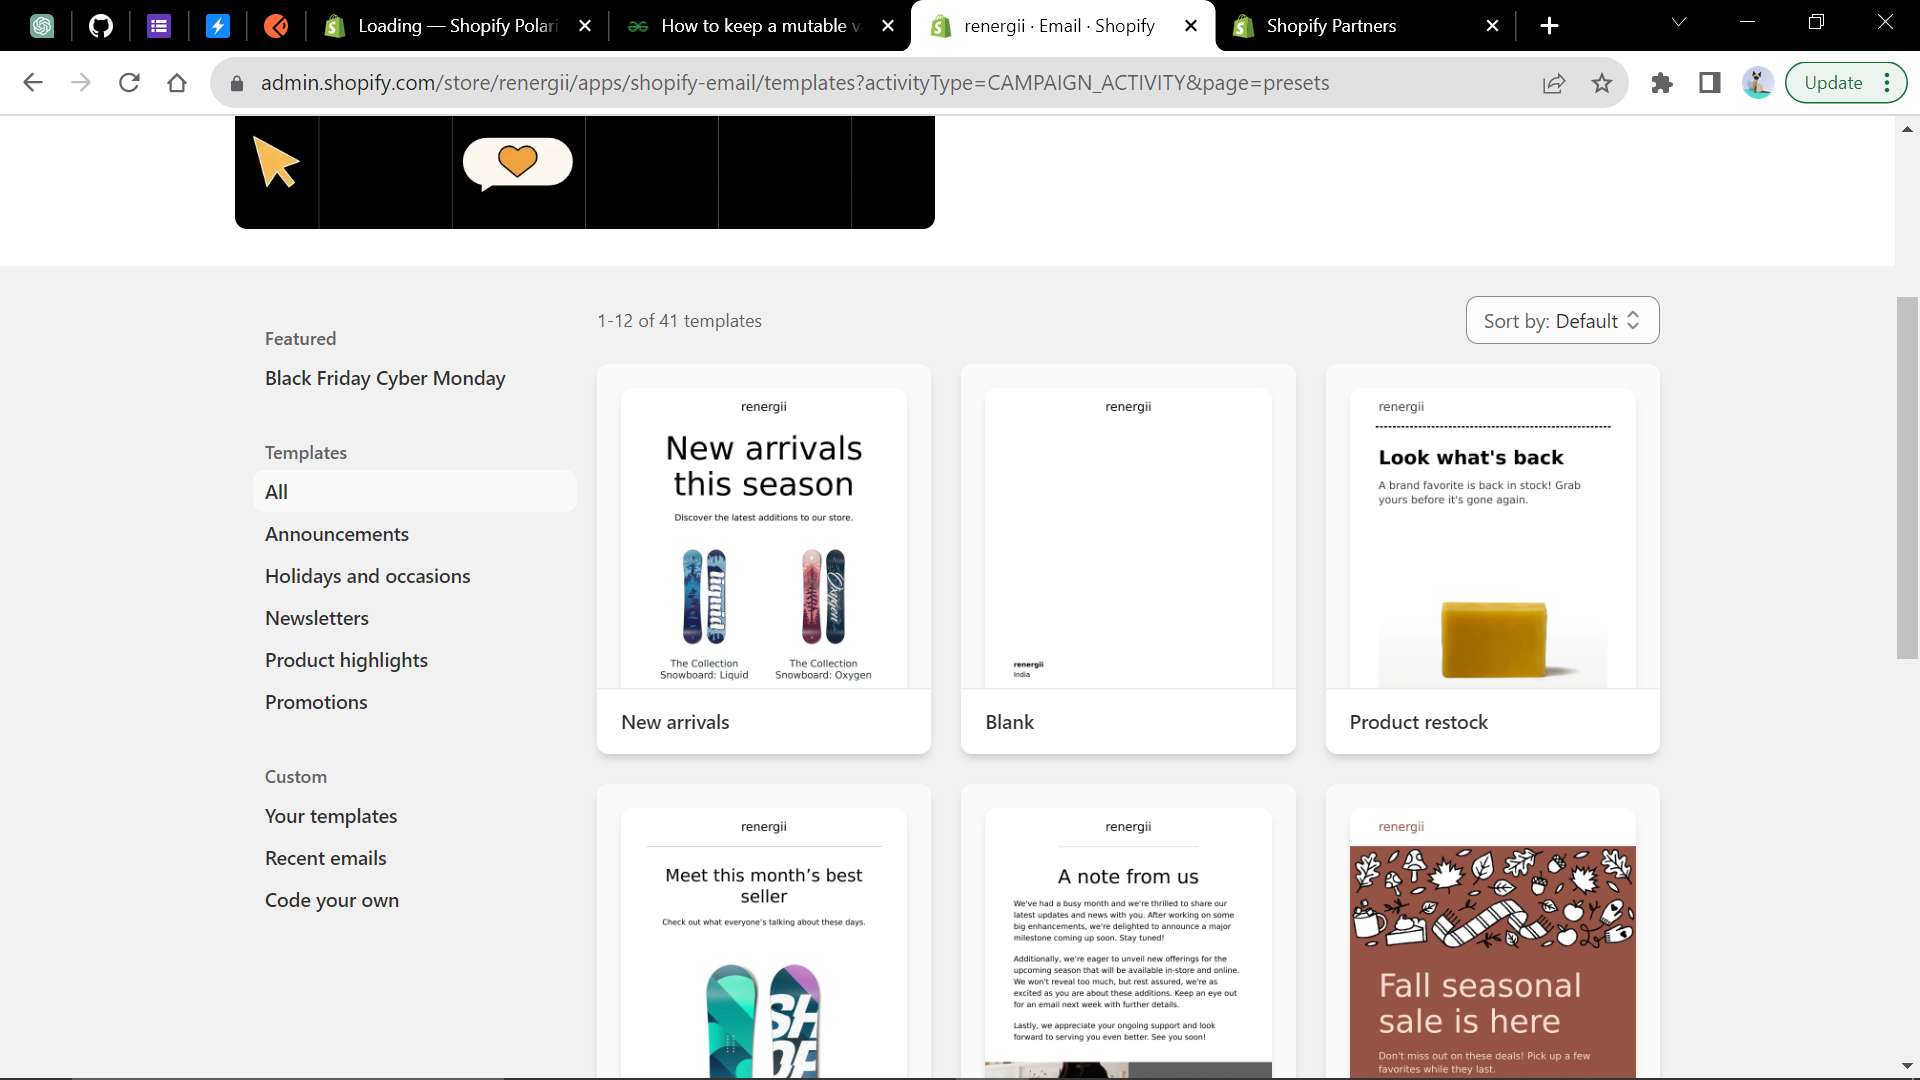 Loading — Shopify Polari
How to keep a mutable v
renergii · Email · Shopify
Shopify Partners
admin.shopify.com/store/renergii/apps/shopify-email/templates?activityType=CAMPAIGN_ACTIVITY&page=presets
Update
1-12 of 41 templates
Sort by: Default
Featured
Black Friday Cyber Monday
Templates
All
Announcements
Holidays and occasions
Newsletters
Product highlights
Promotions
Custom
Your templates
Recent emails
Code your own
renergii
New arrivals
this season
Discover the latest additions to our store.
liquid
Oxygen
The Collection
Snowboard: Liquid
The Collection
Snowboard: Oxygen
New arrivals
renergii
renergii
India
Blank
renergii
Look what's back
A brand favorite is back in stock! Grab
yours before it's gone again.
Product restock
renergii
Meet this month's best
seller
Check out what everyone's talking about these days.
SH
OP
renergii
A note from us
We've had a busy month and we're thrilled to share our
latest updates and news with you. After working on some
big enhancements, we're delighted to announce a major
milestone coming up soon. Stay tuned!
Additionally, we're eager to unveil new offerings for the
upcoming season that will be available in-store and online.
We won't reveal too much, but rest assured, we're as
excited as you are about these additions. Keep an eye out
for an email next week with further details.
Lastly, we appreciate your ongoing support and look
forward to serving you even better. See you soon!
renergii
Fall seasonal
sale is here
Don't miss out on these deals! Pick up a few
favorites while they last.